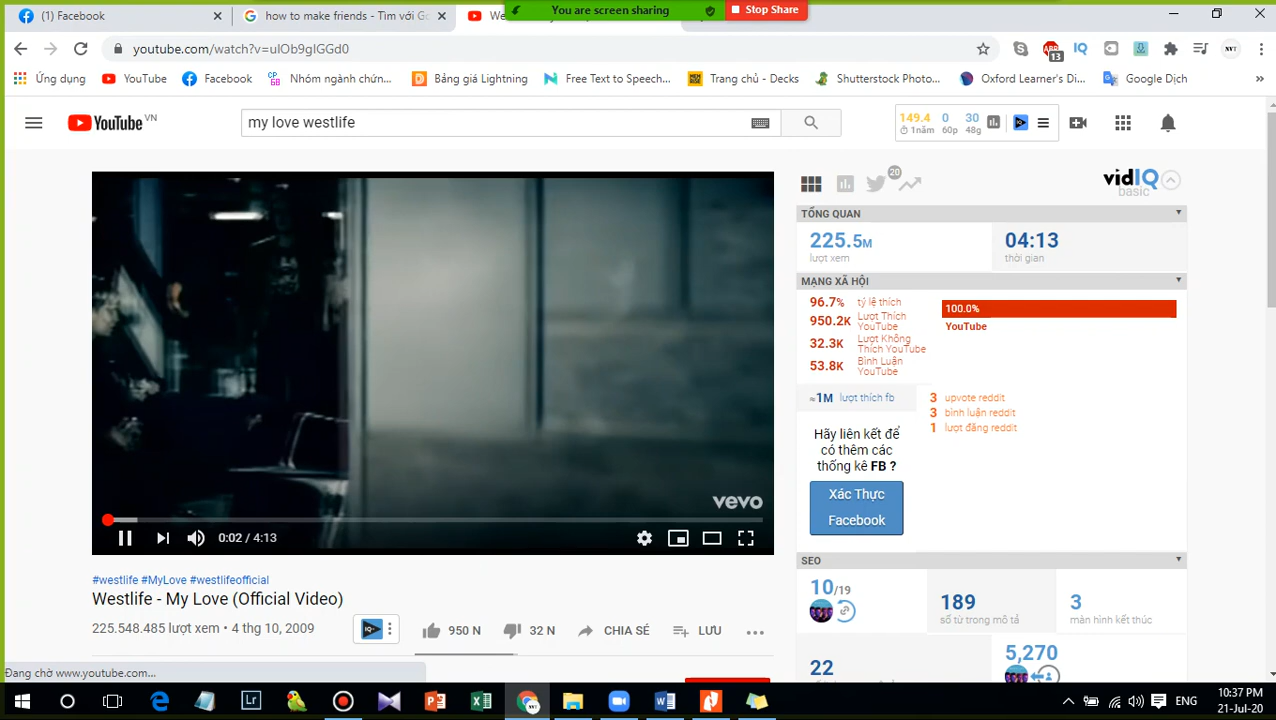 You are screen sharing
Stop Share
(1) Facebook
how to make friends - Tìm với Go
youtube.com/watch?v=ulOb9gIGGd0
13
Ứng dụng
YouTube
Facebook
Nhóm ngành chứn...
Bảng giá Lightning
Free Text to Speech...
Trang chủ - Decks
Shutterstock Photo...
Oxford Learner's Di...
Google Dịch
YouTube VN
my love westlife
149.4 0 30
1năm 60p 48g
20
vidIQ
basic
TỔNG QUAN
225.5M
lượt xem
04:13
thời gian
MẠNG XÃ HỘI
96.7% tỷ lệ thích
950.2K Lượt Thích YouTube
32.3K Lượt Không Thích YouTube
53.8K Bình Luận YouTube
100.0%
YouTube
≈1M lượt thích fb
3 upvote reddit
3 bình luận reddit
1 lượt đăng reddit
Hãy liên kết để
có thêm các
thống kê FB ?
Xác Thực
Facebook
SEO
10/19
189
số từ trong mô tả
3
màn hình kết thúc
22
5,270
vevo
0:02 / 4:13
#westlife #MyLove #westlifeofficial
Westlife - My Love (Official Video)
225.548.485 lượt xem • 4 thg 10, 2009
950 N
32 N
CHIA SẺ
LƯU
Đang chờ www.youtube.com...
ENG
10:37 PM
21-Jul-20